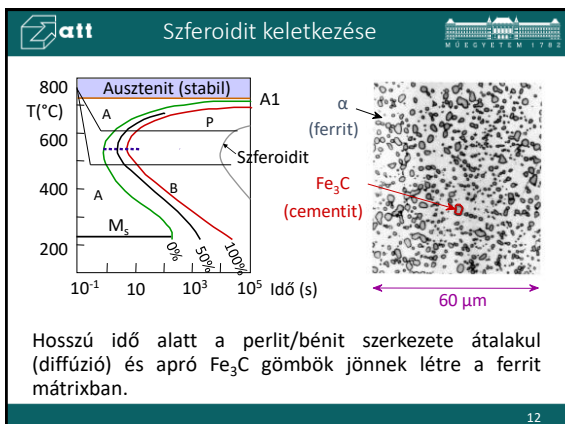 att
Szferoidit keletkezése
MŰEGYETEM 1782
800
Ausztenit (stabil)
A1
T(°C)
A
P
600
Szferoidit
400
A
B
M_s
200
0%
50%
100%
10⁻¹
10
10³
10⁵
Idő (s)
α
(ferrit)
Fe₃C
(cementit)
60 μm
Hosszú idő alatt a perlit/bénit szerkezete átalakul
(diffúzió) és apró Fe₃C gömbök jönnek létre a ferrit
mátrixban.
12